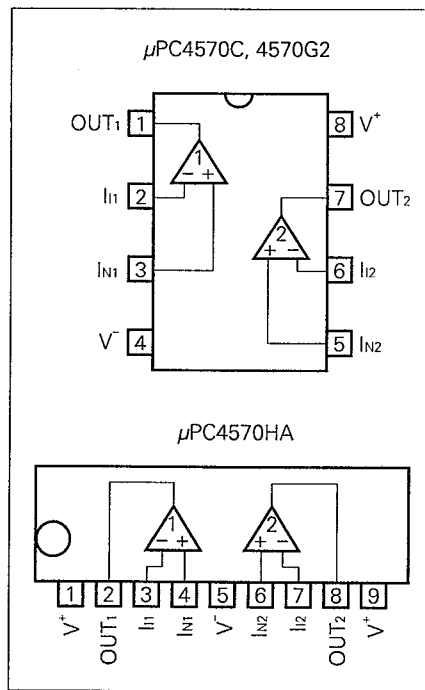 μPC4570C, 4570G2
OUT1 1 8 V+
1
- +
II1 2 7 OUT2
2
+ -
IN1 3 6 II2
V- 4 5 IN2
μPC4570HA
1 2
- + + -
1 2 3 4 5 6 7 8 9
V+ OUT1 II1 IN1 V- IN2 II2 OUT2 V+